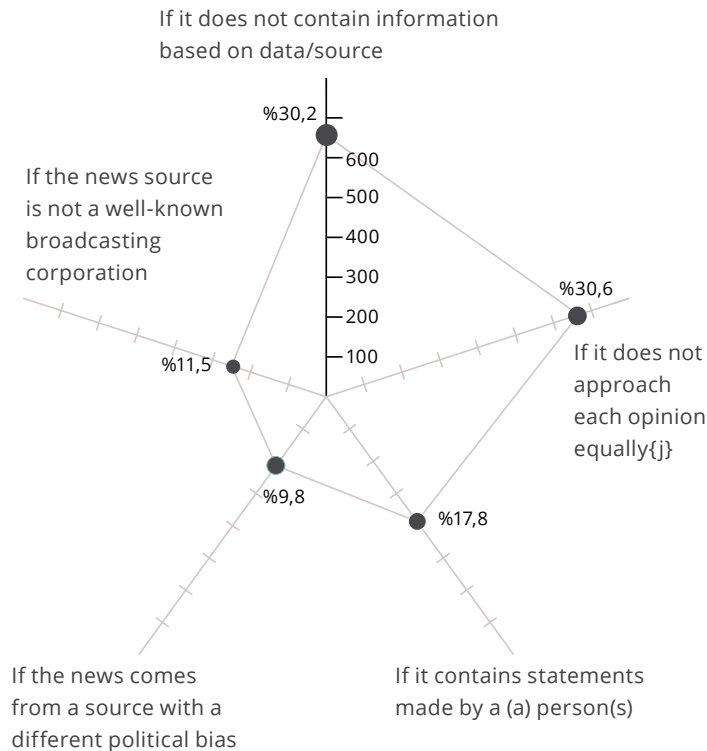 If it does not contain information
based on data/source
%30,2
600
500
400
300
200
100
If the news source
is not a well-known
broadcasting
corporation
%11,5
%30,6
If it does not
approach
each opinion
equally{j}
%9,8
%17,8
If the news comes
from a source with a
different political bias
If it contains statements
made by a (a) person(s)